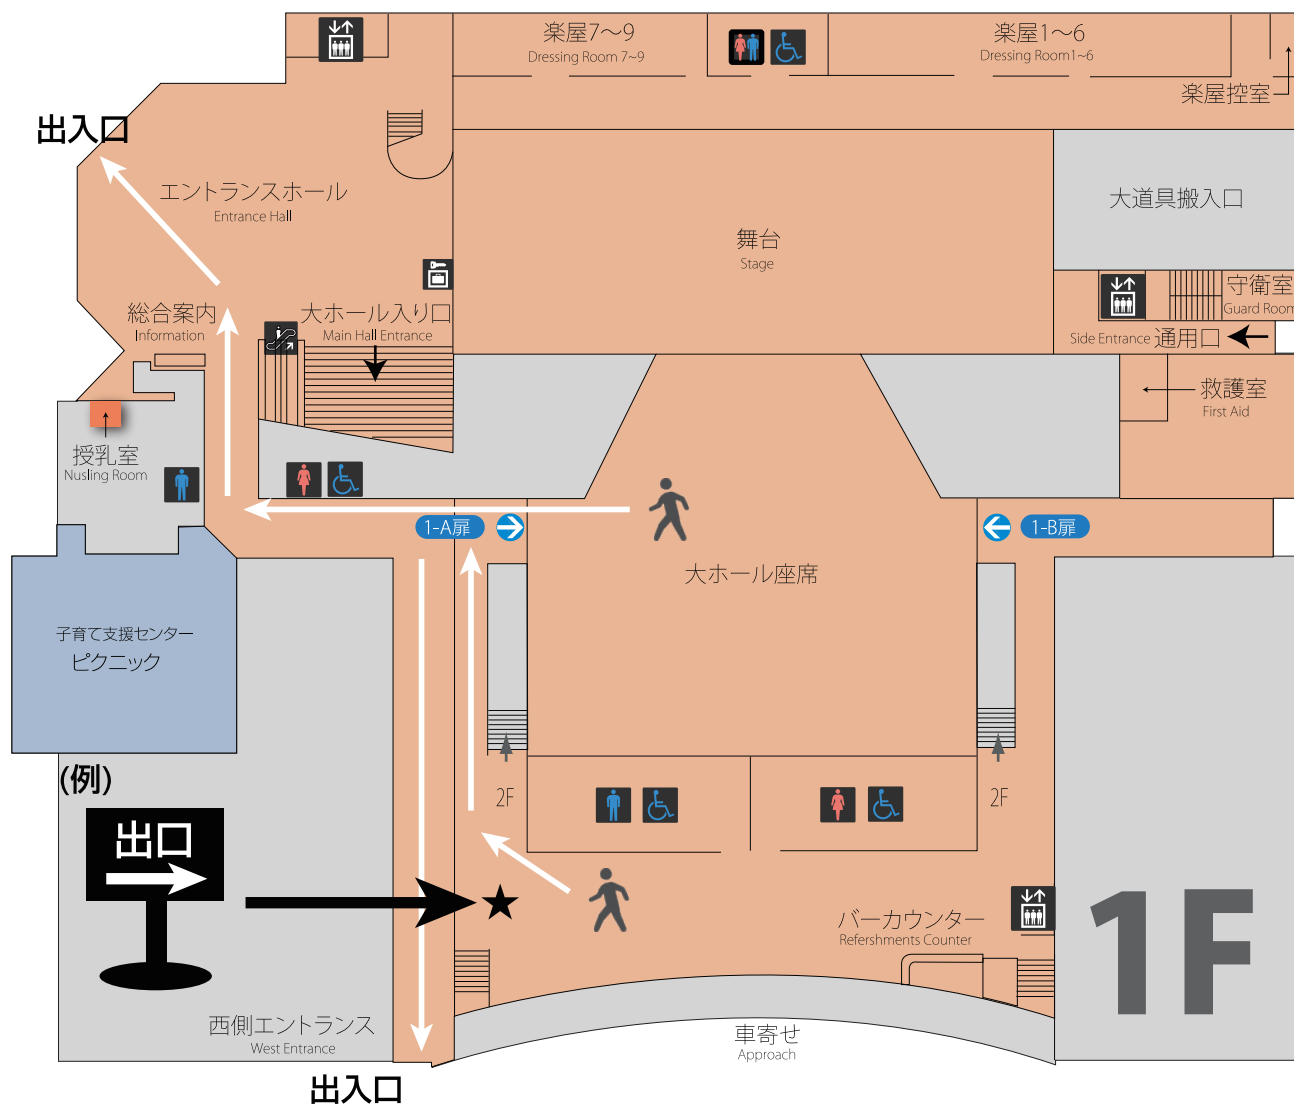 楽屋7〜9
Dressing Room 7~9
楽屋1〜6
Dressing Room1~6
楽屋控室
出入口
エントランスホール
Entrance Hall
大道具搬入口
舞台
Stage
守衛室
Guard Room
総合案内
Information
大ホール入り口
Main Hall Entrance
Side Entrance 通用口
救護室
First Aid
授乳室
Nusling Room
1-A扉
1-B扉
大ホール座席
子育て支援センター
ピクニック
(例)
出口
2F
2F
バーカウンター
Refershments Counter
1F
西側エントランス
West Entrance
車寄せ
Approach
出入口